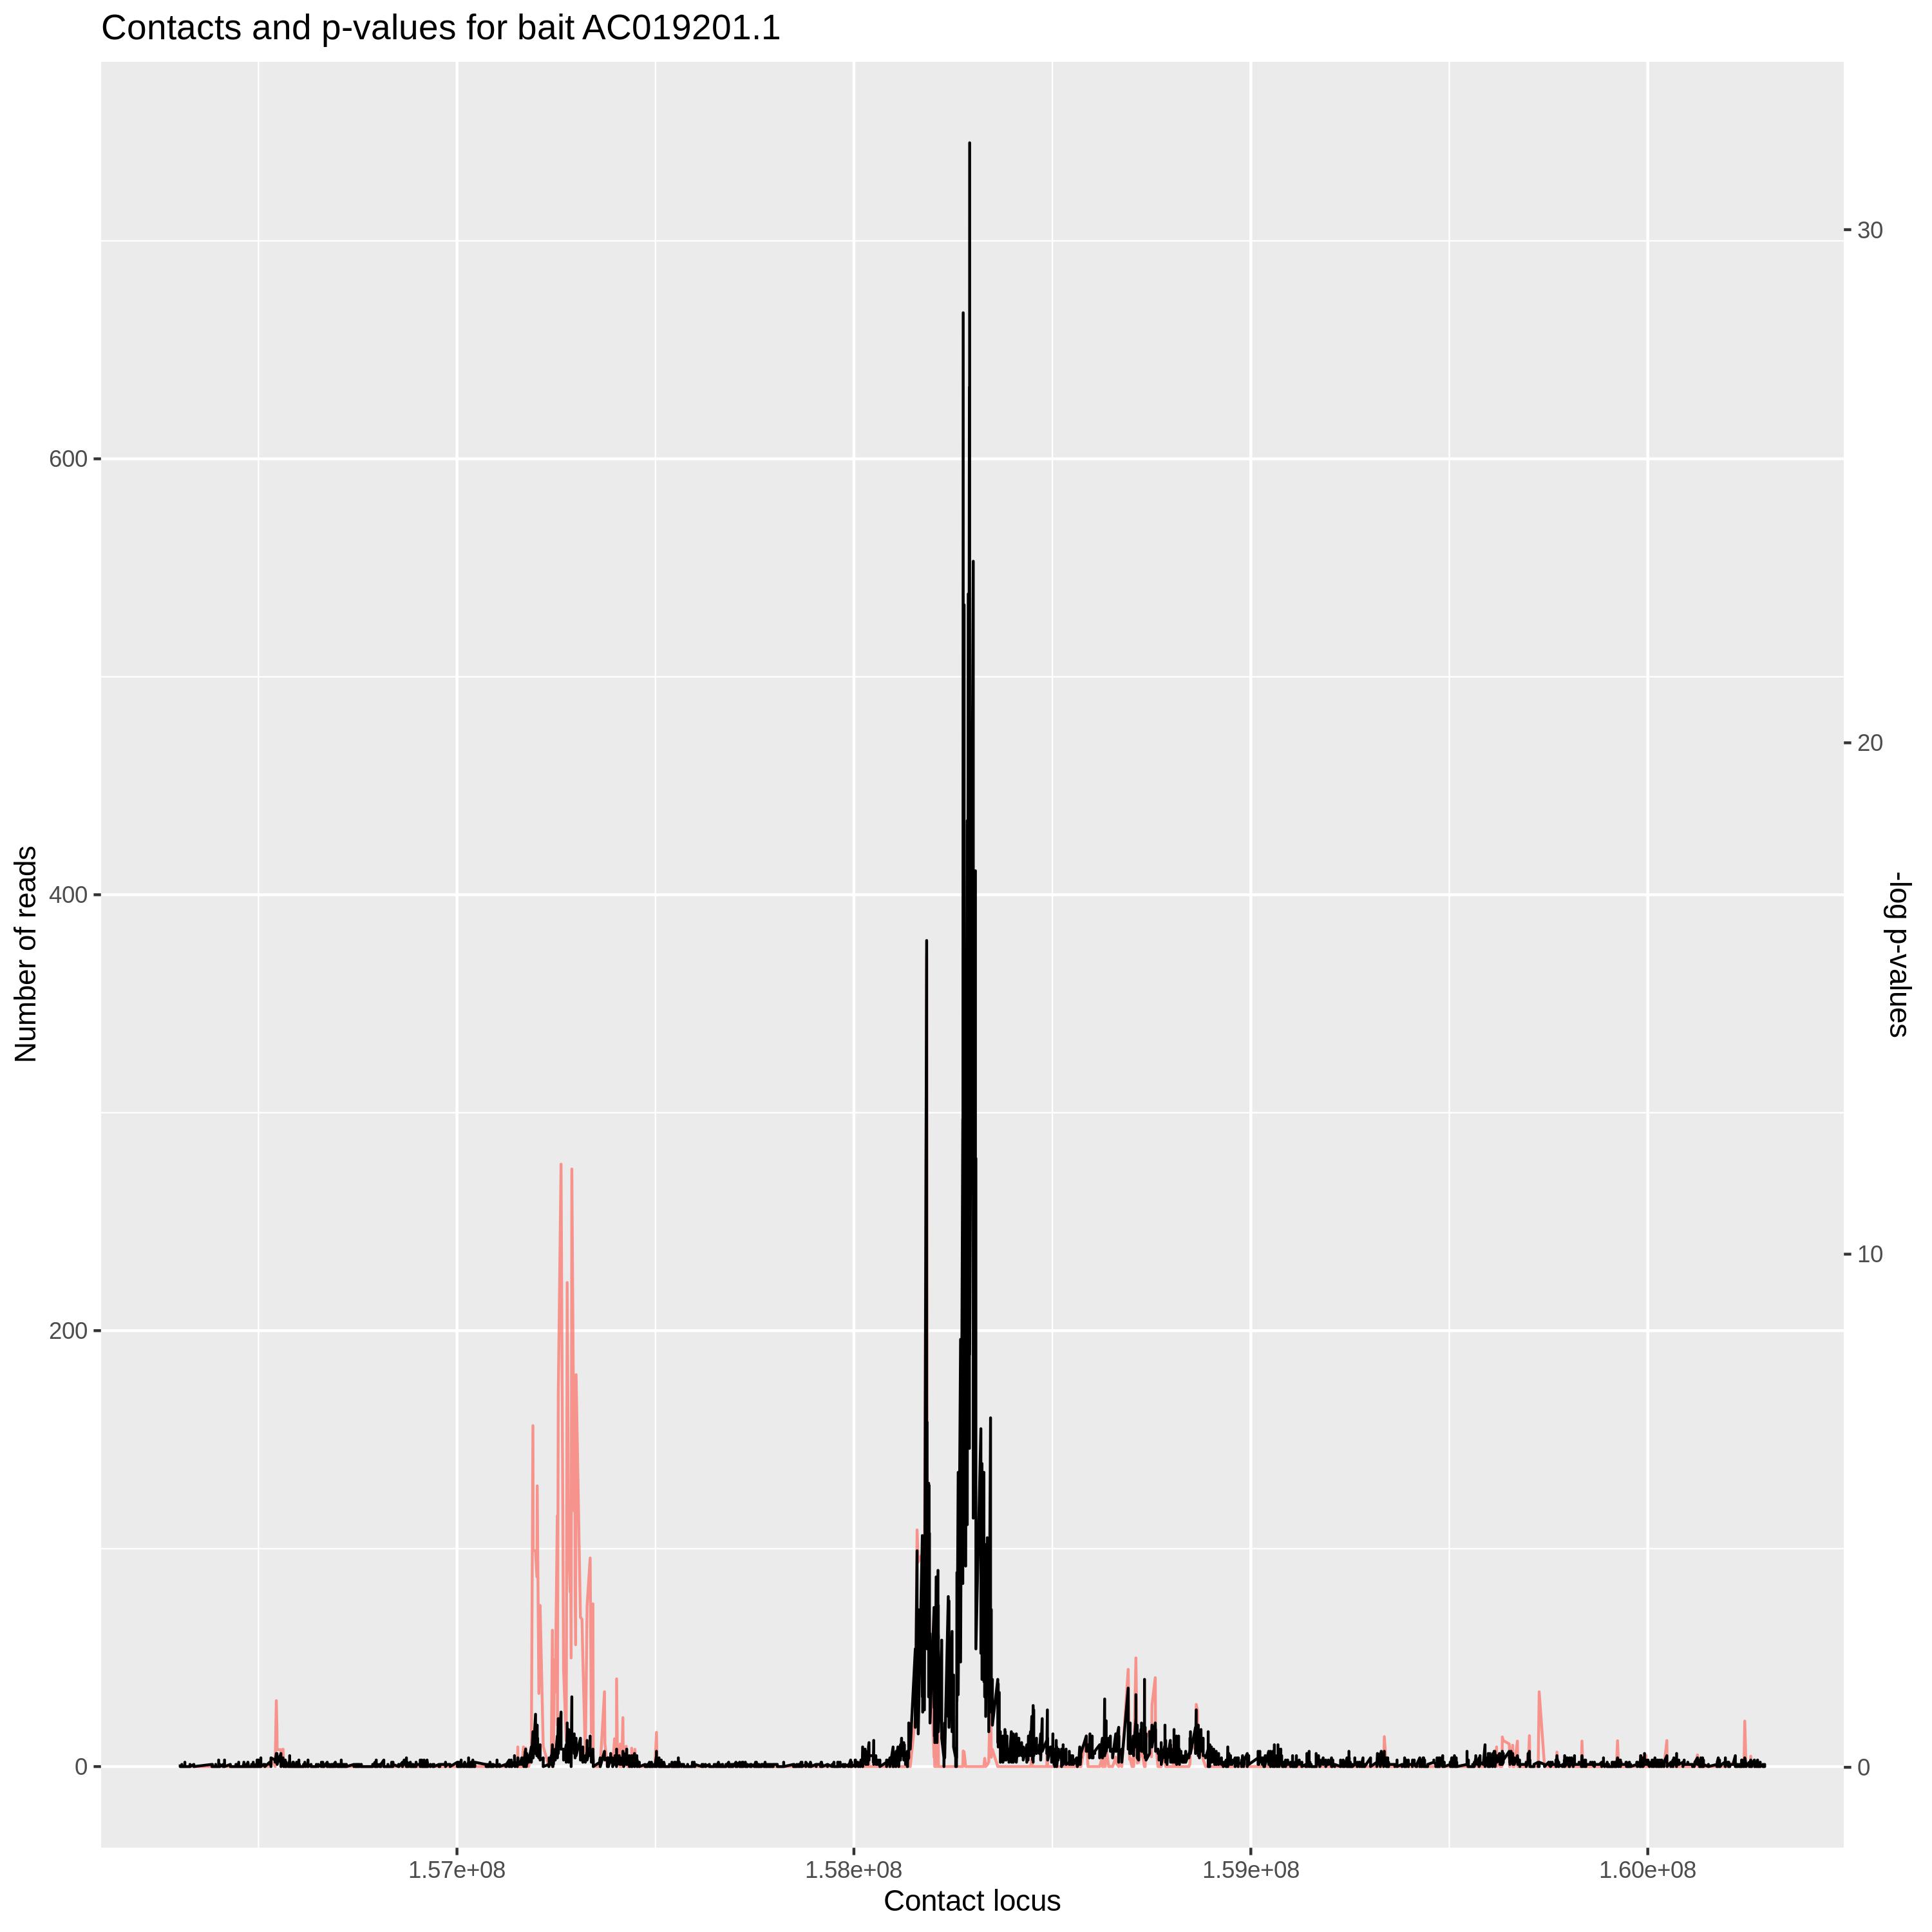 Contacts and p-values for bait AC019201.1
Number of reads
600
400
200
0
30
20
10
0
-log p-values
1.57e+08
1.58e+08
1.59e+08
1.60e+08
Contact locus